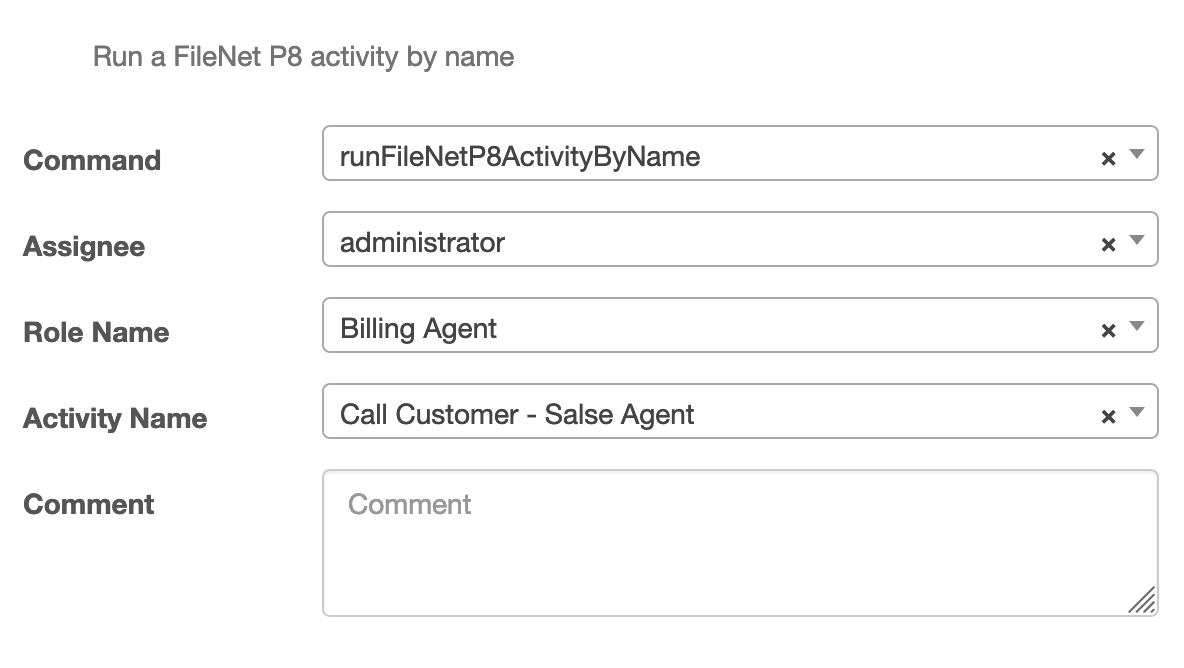 Run a FileNet P8 activity by name
Command
runFileNetP8ActivityByName
Assignee
administrator
Role Name
Billing Agent
Activity Name
Call Customer - Salse Agent
Comment
Comment